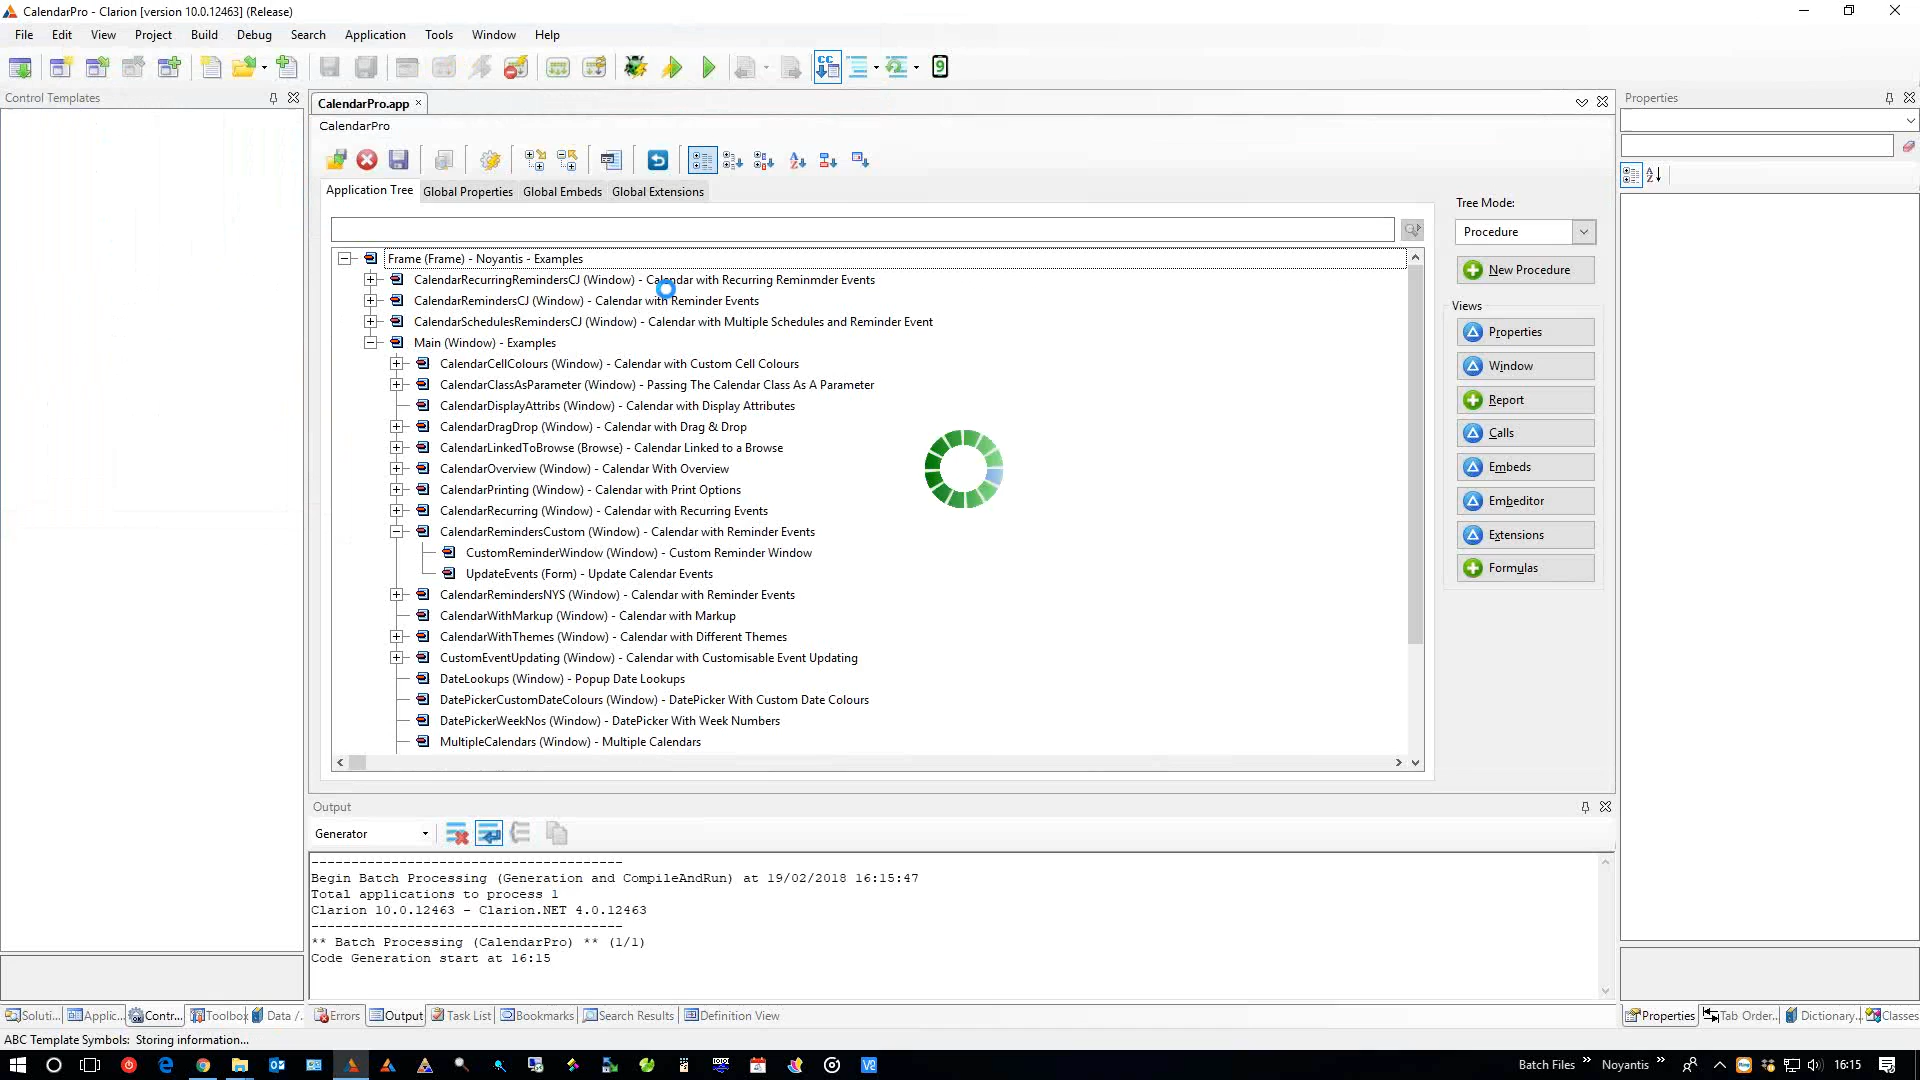 CalendarPro - Clarion [version 10.0.12463] (Release)
File Edit View Project Build Debug Search Application Tools Window Help
Control Templates
CalendarPro.app
Properties
CalendarPro
Application Tree Global Properties Global Embeds Global Extensions
Tree Mode:
Procedure
New Procedure
Views
Properties
Window
Report
Calls
Embeds
Embeditor
Extensions
Formulas
Frame (Frame) - Noyantis - Examples
CalendarRecurringRemindersCJ (Window) - Calendar with Recurring Reminmder Events
CalendarRemindersCJ (Window) - Calendar with Reminder Events
CalendarSchedulesRemindersCJ (Window) - Calendar with Multiple Schedules and Reminder Event
Main (Window) - Examples
CalendarCellColours (Window) - Calendar with Custom Cell Colours
CalendarClassAsParameter (Window) - Passing The Calendar Class As A Parameter
CalendarDisplayAttribs (Window) - Calendar with Display Attributes
CalendarDragDrop (Window) - Calendar with Drag & Drop
CalendarLinkedToBrowse (Browse) - Calendar Linked to a Browse
CalendarOverview (Window) - Calendar With Overview
CalendarPrinting (Window) - Calendar with Print Options
CalendarRecurring (Window) - Calendar with Recurring Events
CalendarRemindersCustom (Window) - Calendar with Reminder Events
CustomReminderWindow (Window) - Custom Reminder Window
UpdateEvents (Form) - Update Calendar Events
CalendarRemindersNYS (Window) - Calendar with Reminder Events
CalendarWithMarkup (Window) - Calendar with Markup
CalendarWithThemes (Window) - Calendar with Different Themes
CustomEventUpdating (Window) - Calendar with Customisable Event Updating
DateLookups (Window) - Popup Date Lookups
DatePickerCustomDateColours (Window) - DatePicker With Custom Date Colours
DatePickerWeekNos (Window) - DatePicker With Week Numbers
MultipleCalendars (Window) - Multiple Calendars
Output
Generator
---------------------------------------
Begin Batch Processing (Generation and CompileAndRun) at 19/02/2018 16:15:47
Total applications to process 1
Clarion 10.0.12463 - Clarion.NET 4.0.12463
---------------------------------------
** Batch Processing (CalendarPro) ** (1/1)
Code Generation start at 16:15
Soluti... Applic... Contr... Toolbox Data /... Errors Output Task List Bookmarks Search Results Definition View Properties Tab Order... Dictionary... Classes
ABC Template Symbols: Storing information...
Batch Files Noyantis 16:15